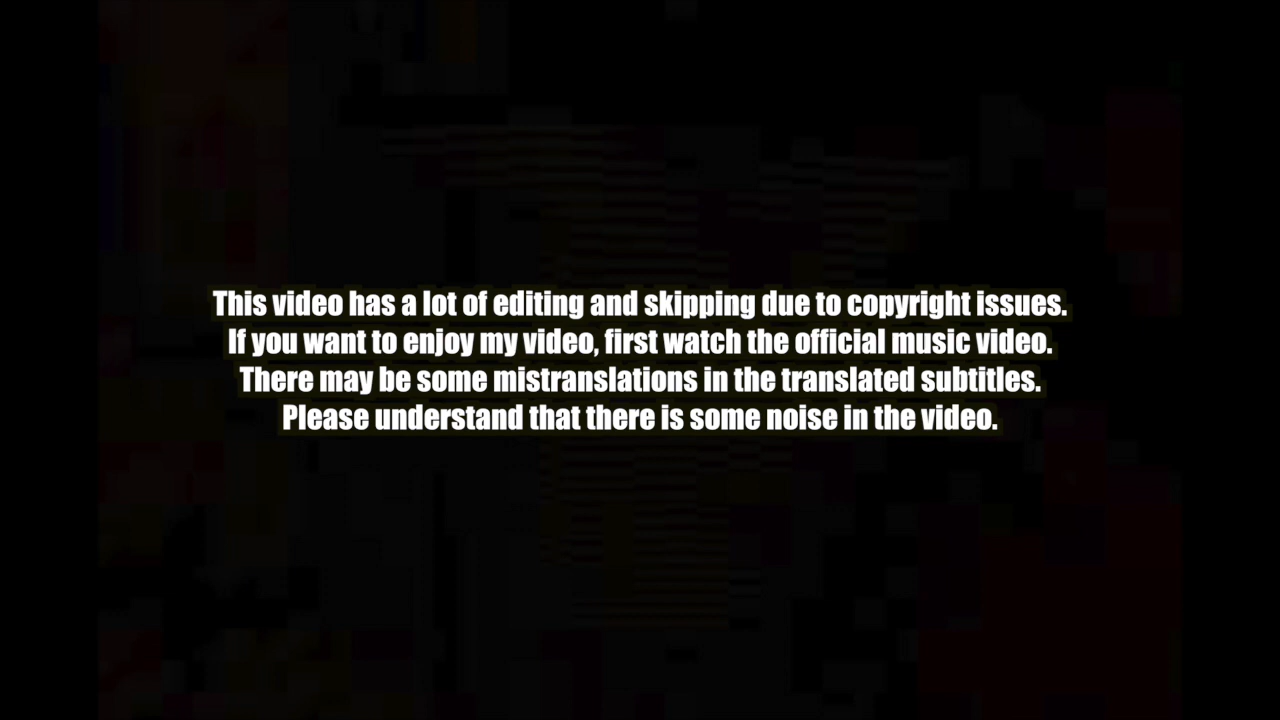 This video has a lot of editing and skipping due to copyright issues.
If you want to enjoy my video, first watch the official music video.
There may be some mistranslations in the translated subtitles.
Please understand that there is some noise in the video.